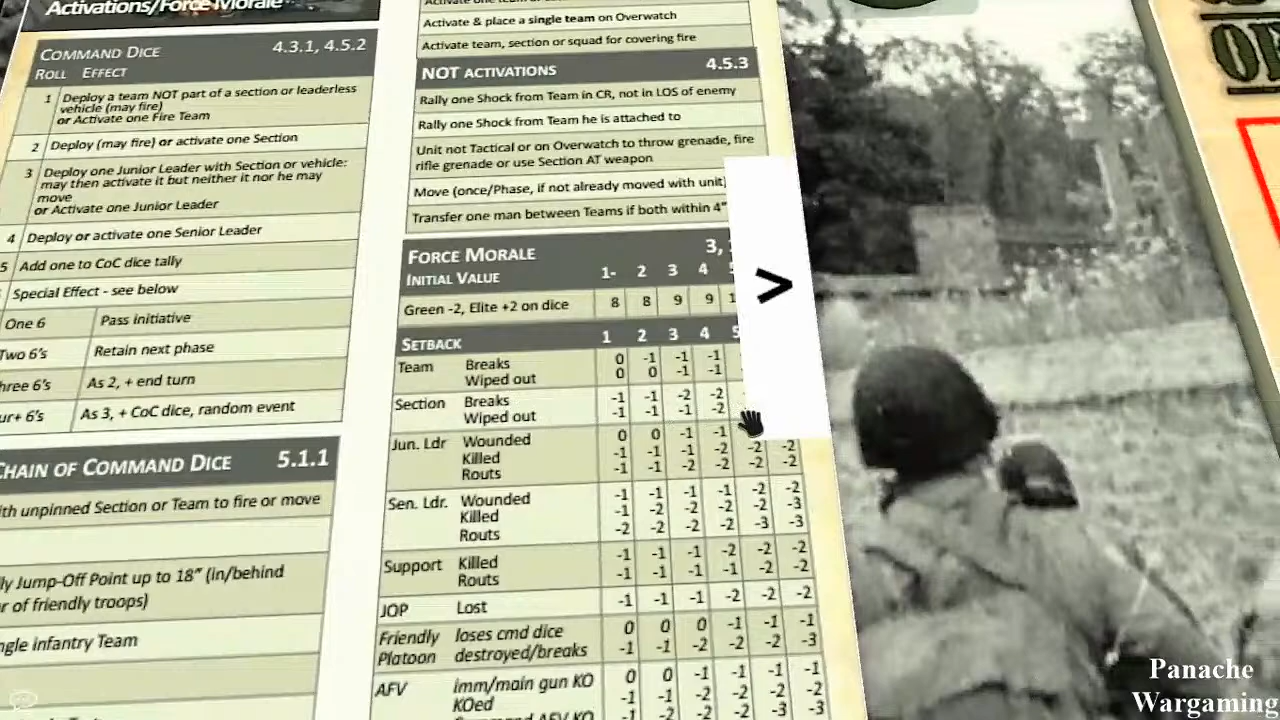 Activations/Force Morale
COMMAND DICE 4.3.1, 4.5.2
ROLL EFFECT
1 Deploy a team NOT part of a section or leaderless
vehicle (may fire)
or Activate one Fire Team
2 Deploy (may fire) or activate one Section
3 Deploy one Junior Leader with Section or vehicle:
may then activate it but neither it nor he may
move
or Activate one Junior Leader
4 Deploy or activate one Senior Leader
5 Add one to CoC dice tally
Special Effect - see below
One 6 Pass initiative
Two 6's Retain next phase
hree 6's As 2, + end turn
ur+ 6's As 3, + CoC dice, random event
CHAIN OF COMMAND DICE 5.1.1
ith unpinned Section or Team to fire or move
ly Jump-Off Point up to 18" (in/behind
r of friendly troops)
ngle infantry Team
Activate & place a single team on Overwatch
Activate team, section or squad for covering fire
NOT ACTIVATIONS 4.5.3
Rally one Shock from Team in CR, not in LOS of enemy
Rally one Shock from Team he is attached to
Unit not Tactical or on Overwatch to throw grenade, fire
rifle grenade or use Section AT weapon
Move (once/Phase, if not already moved with unit)
Transfer one man between Teams if both within 4"
FORCE MORALE 3,
INITIAL VALUE 1- 2 3 4
Green -2, Elite +2 on dice 8 8 9 9 1
SETBACK 1 2 3 4 5
Team Breaks 0 -1 -1 -1
Wiped out 0 0 -1 -1
Section Breaks -1 -1 -2 -2
Wiped out -1 -1 -1 -2
Jun. Ldr Wounded 0 0 -1 -1
Killed -1 -1 -1 -2 -2 -2
Routs -1 -1 -2 -2 -2 -2
Sen. Ldr. Wounded -1 -1 -1 -1 -2 -2
Killed -1 -2 -2 -2 -2 -3
Routs -2 -2 -2 -2 -3 -3
Support Killed -1 -1 -1 -2 -2 -2
Routs -1 -1 -1 -1 -2 -2
JOP Lost -1 -1 -1 -2 -2 -2
Friendly loses cmd dice 0 0 0 -1 -1 -1
Platoon destroyed/breaks -1 -1 -2 -2 -2 -3
AFV imm/main gun KO 0 0 -1 -1 -1 -1
KOed -1 -1 -2 -2 -2 -2
Command AFV KO -1 -2 -2 -2 -3 -3
>
Panache
Wargaming